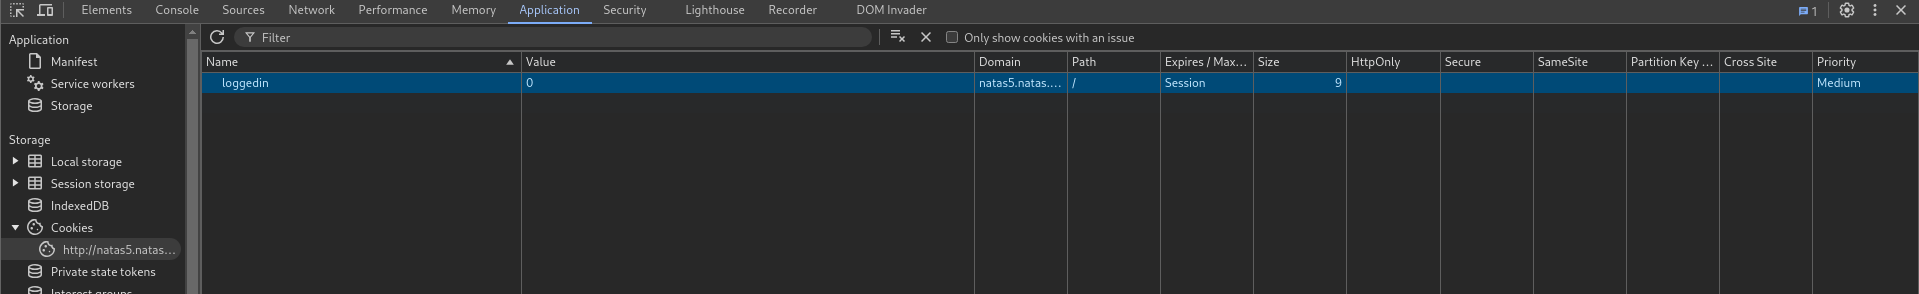 Elements Console Sources Network Performance Memory Application Security Lighthouse Recorder DOM Invader 1
Application
Manifest
Service workers
Storage
Storage
Local storage
Session storage
IndexedDB
Cookies
http://natas5.natas...
Private state tokens
Interest groups
Filter
Only show cookies with an issue
Name Value Domain Path Expires / Max... Size HttpOnly Secure SameSite Partition Key ... Cross Site Priority
loggedin 0 natas5.natas.... / Session 9 Medium